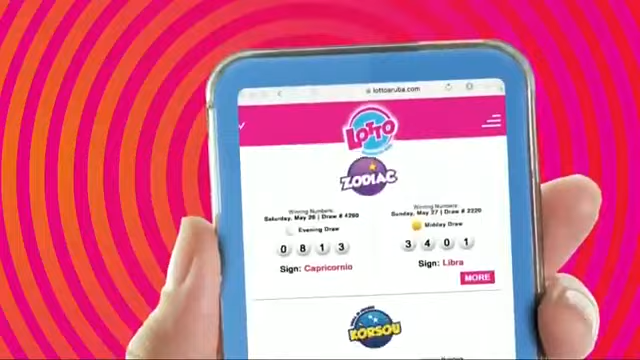 lottoaruba.com
LOTTO
ZODIAC
Winning Numbers:
Saturday, May 26 | Draw # 4290
Evening Draw
0 8 1 3
Sign: Capricornio
Winning Numbers:
Sunday, May 27 | Draw # 2220
Midday Draw
3 4 0 1
Sign: Libra
MORE
KORSOU